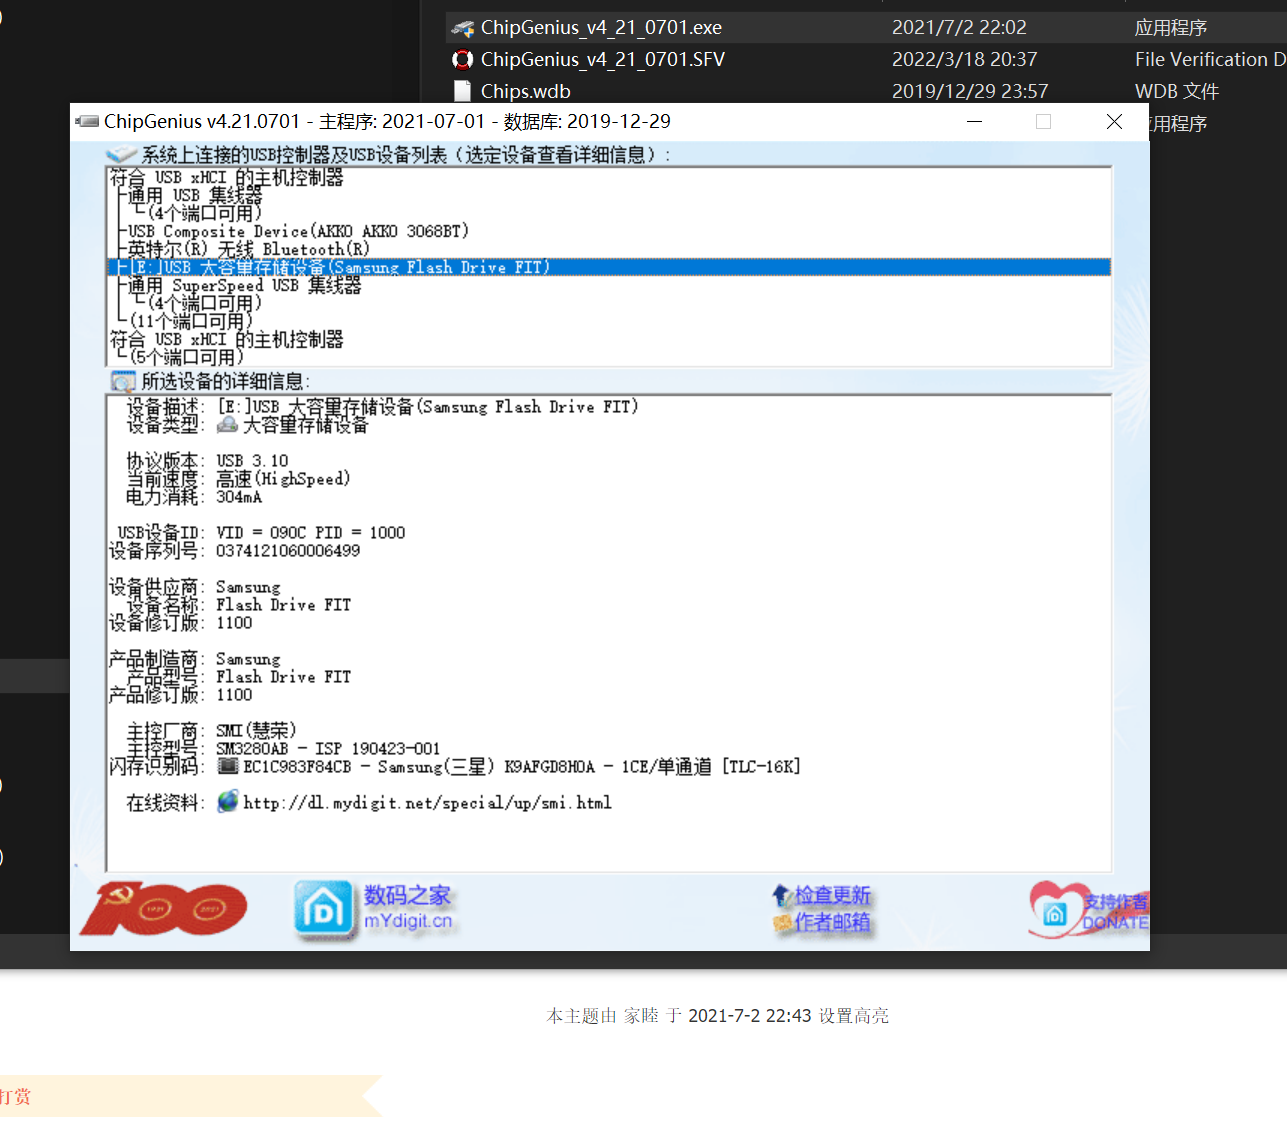 ChipGenius_v4_21_0701.exe 2021/7/2 22:02 应用程序
ChipGenius_v4_21_0701.SFV 2022/3/18 20:37 File Verification D
Chips.wdb 2019/12/29 23:57 WDB 文件
应用程序
ChipGenius v4.21.0701 - 主程序: 2021-07-01 - 数据库: 2019-12-29
系统上连接的USB控制器及USB设备列表（选定设备查看详细信息）:
符合 USB xHCI 的主机控制器
├通用 USB 集线器
│└(4个端口可用)
├USB Composite Device(AKKO AKKO 3068BT)
├英特尔(R) 无线 Bluetooth(R)
├[E:]USB 大容量存储设备(Samsung Flash Drive FIT)
├通用 SuperSpeed USB 集线器
│└(4个端口可用)
└(11个端口可用)
符合 USB xHCI 的主机控制器
└(5个端口可用)
所选设备的详细信息:
设备描述: [E:]USB 大容量存储设备(Samsung Flash Drive FIT)
设备类型: 大容量存储设备
协议版本: USB 3.10
当前速度: 高速(HighSpeed)
电力消耗: 304mA
USB设备ID: VID = 090C PID = 1000
设备序列号: 0374121060006499
设备供应商: Samsung
设备名称: Flash Drive FIT
设备修订版: 1100
产品制造商: Samsung
产品型号: Flash Drive FIT
产品修订版: 1100
主控厂商: SMI(慧荣)
主控型号: SM3280AB - ISP 190423-001
闪存识别码: EC1C983F84CB - Samsung(三星) K9AFGD8H0A - 1CE/单通道 [TLC-16K]
在线资料: http://dl.mydigit.net/special/up/smi.html
100
1921 2021
数码之家
mYdigit.cn
检查更新
作者邮箱
支持作者
DONATE
本主题由 家睦 于 2021-7-2 22:43 设置高亮
打赏